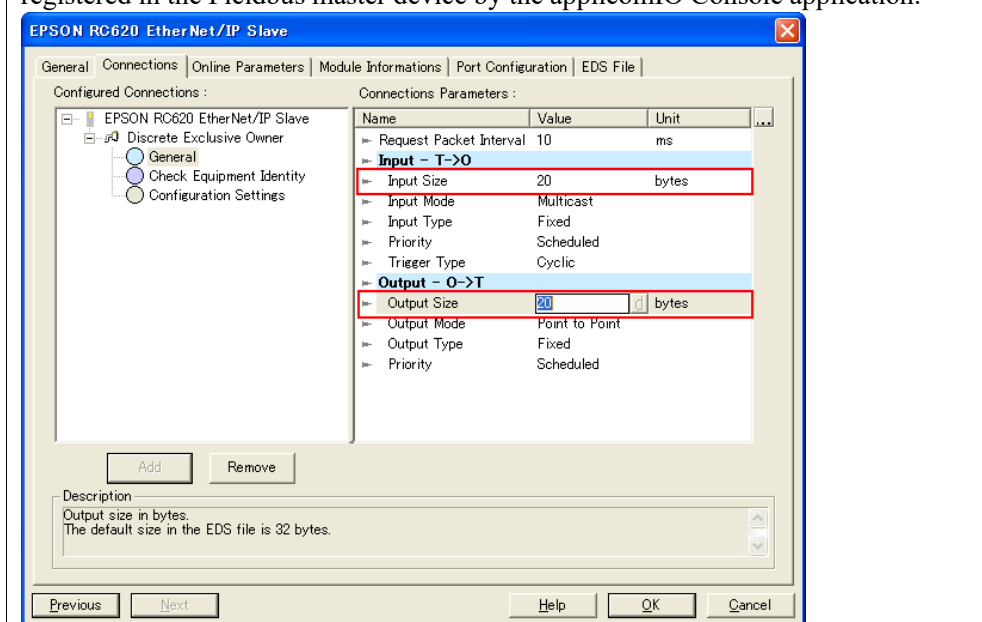 registered in the Fieldbus master device by the applicomIO Console application.
EPSON RC620 EtherNet/IP Slave
General Connections Online Parameters Module Informations Port Configuration EDS File
Configured Connections : Connections Parameters :
EPSON RC620 EtherNet/IP Slave
Discrete Exclusive Owner
General
Check Equipment Identity
Configuration Settings
Name Value Unit ...
Request Packet Interval 10 ms
Input - T->O
Input Size 20 bytes
Input Mode Multicast
Input Type Fixed
Priority Scheduled
Trigger Type Cyclic
Output - O->T
Output Size 20 d bytes
Output Mode Point to Point
Output Type Fixed
Priority Scheduled
Add Remove
Description
Output size in bytes.
The default size in the EDS file is 32 bytes.
Previous Next Help OK Cancel